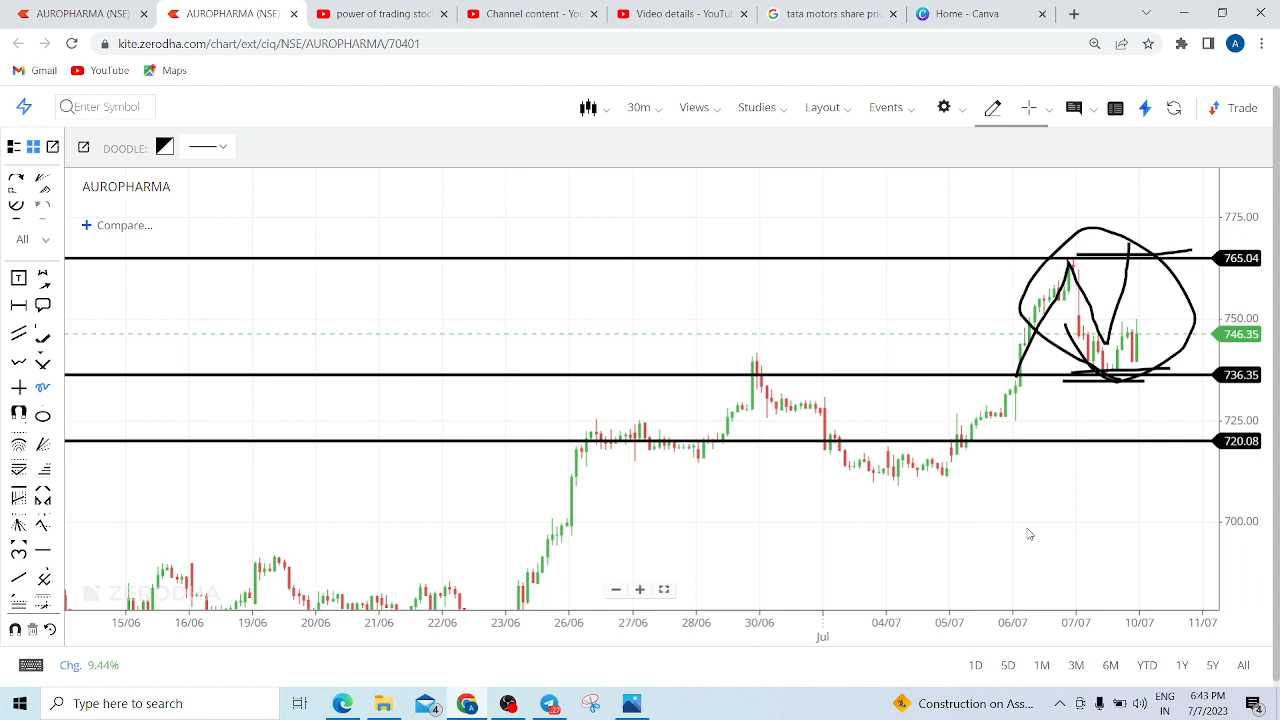 AUROPHARMA (NSE)
AUROPHARMA (NSE)
power of trading stoc
Channel content - Yo
Video details - YouTub
tata motors share pri
Home - Canva
kite.zerodha.com/chart/ext/ciq/NSE/AUROPHARMA/70401
A
Gmail YouTube Maps
Enter Symbol 30m Views Studies Layout Events Trade
DOODLE:
AUROPHARMA
Compare...
All
775.00
765.04
750.00
746.35
736.35
725.00
720.08
700.00
ZERODHA
15/06 16/06 19/06 20/06 21/06 22/06 23/06 26/06 27/06 28/06 30/06 Jul 04/07 05/07 06/07 07/07 10/07 11/07
Chg. 9.44% 1D 5D 1M 3M 6M YTD 1Y 5Y All
Type here to search 4 27 Construction on Ass... ENG 6:43 PM
IN 7/7/2023 4